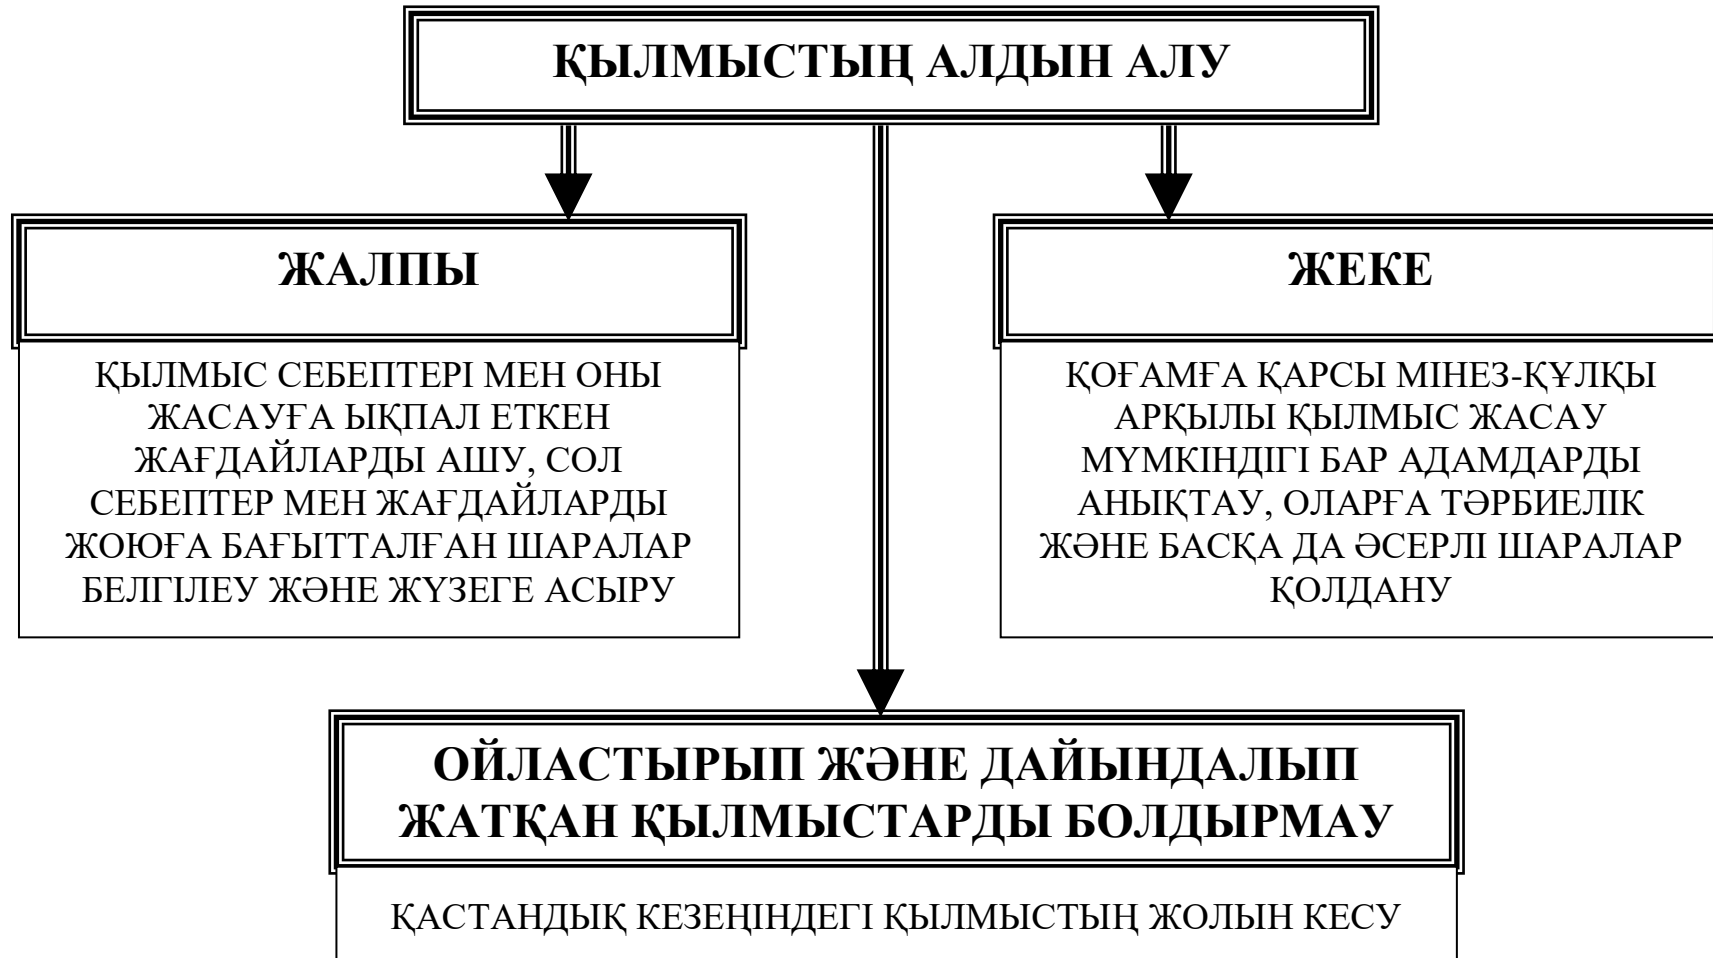 ҚЫЛМЫСТЫҢ АЛДЫН АЛУ
ЖАЛПЫ
ҚЫЛМЫС СЕБЕПТЕРІ МЕН ОНЫ
ЖАСАУҒА ЫҚПАЛ ЕТКЕН
ЖАҒДАЙЛАРДЫ АШУ, СОЛ
СЕБЕПТЕР МЕН ЖАҒДАЙЛАРДЫ
ЖОЮҒА БАҒЫТТАЛҒАН ШАРАЛАР
БЕЛГІЛЕУ ЖӘНЕ ЖҮЗЕГЕ АСЫРУ
ЖЕКЕ
ҚОҒАМҒА ҚАРСЫ МІНЕЗ-ҚҰЛҚЫ
АРҚЫЛЫ ҚЫЛМЫС ЖАСАУ
МҮМКІНДІГІ БАР АДАМДАРДЫ
АНЫҚТАУ, ОЛАРҒА ТӘРБИЕЛІК
ЖӘНЕ БАСҚА ДА ӘСЕРЛІ ШАРАЛАР
ҚОЛДАНУ
ОЙЛАСТЫРЫП ЖӘНЕ ДАЙЫНДАЛЫП
ЖАТҚАН ҚЫЛМЫСТАРДЫ БОЛДЫРМАУ
ҚАСТАНДЫҚ КЕЗЕҢІНДЕГІ ҚЫЛМЫСТЫҢ ЖОЛЫН КЕСУ